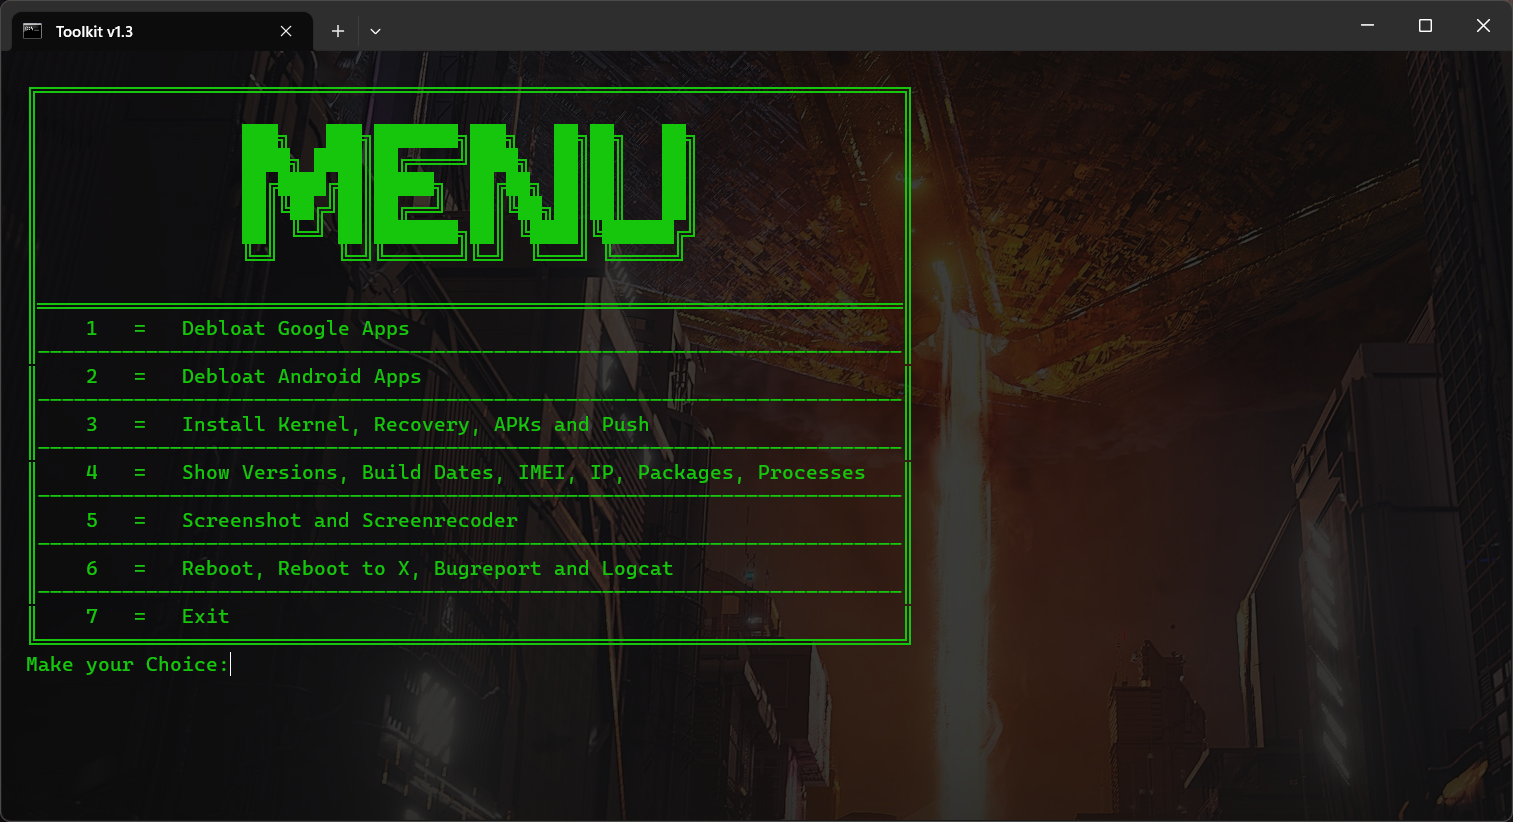 Toolkit v1.3
MENU
1 = Debloat Google Apps
2 = Debloat Android Apps
3 = Install Kernel, Recovery, APKs and Push
4 = Show Versions, Build Dates, IMEI, IP, Packages, Processes
5 = Screenshot and Screenrecoder
6 = Reboot, Reboot to X, Bugreport and Logcat
7 = Exit
Make your Choice: